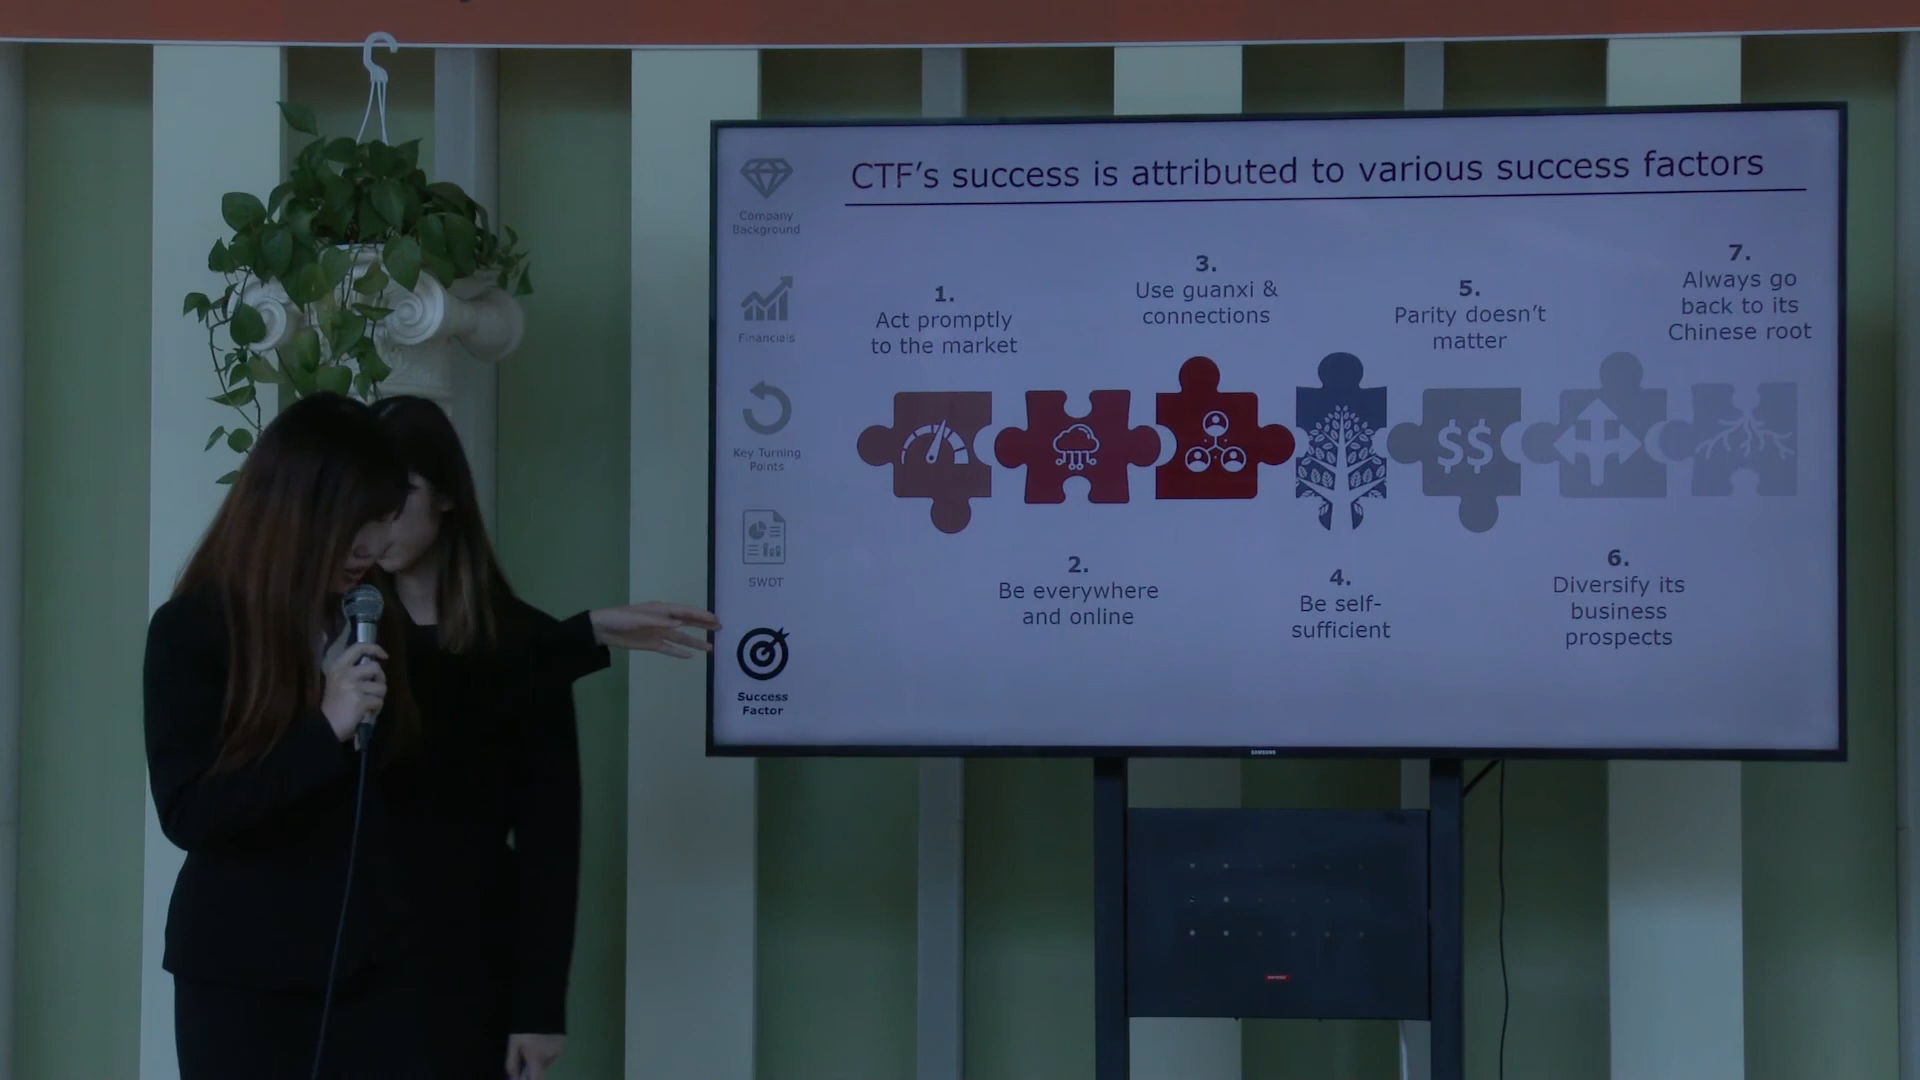 CTF's success is attributed to various success factors
Company
Background
Financials
Key Turning
Points
SWOT
Success
Factor
1.
Act promptly
to the market
2.
Be everywhere
and online
3.
Use guanxi &
connections
4.
Be self-
sufficient
5.
Parity doesn't
matter
6.
Diversify its
business
prospects
7.
Always go
back to its
Chinese root
$$
SAMSUNG